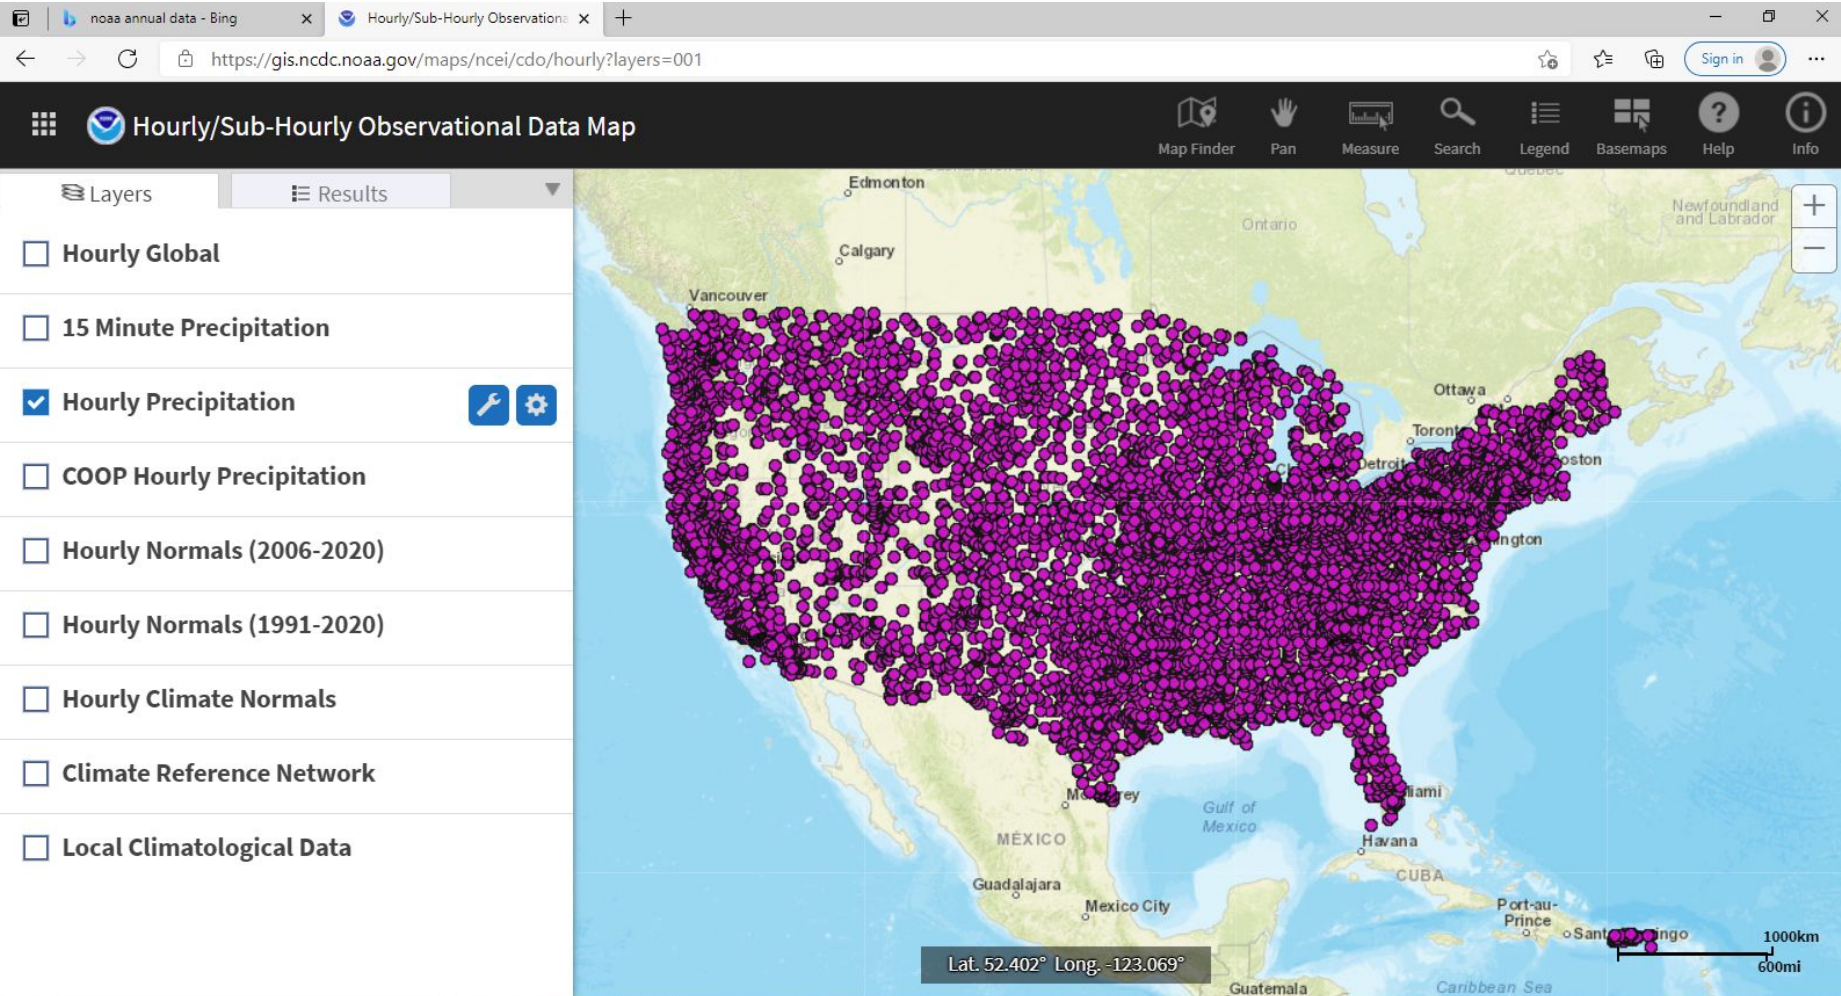 noaa annual data - Bing
Hourly/Sub-Hourly Observationa
Sign in
https://gis.ncdc.noaa.gov/maps/ncei/cdo/hourly?layers=001
Hourly/Sub-Hourly Observational Data Map
Map Finder
Pan
Measure
Search
Legend
Basemaps
Help
Info
Layers
Results
Hourly Global
15 Minute Precipitation
Hourly Precipitation
COOP Hourly Precipitation
Hourly Normals (2006-2020)
Hourly Normals (1991-2020)
Hourly Climate Normals
Climate Reference Network
Local Climatological Data
Edmonton
Quebec
Newfoundland
and Labrador
Ontario
Calgary
Vancouver
Ottawa
Toront
oston
Detroit
ington
Miami
Gulf of
Mexico
MÉXICO
Havana
CUBA
Guadalajara
Mexico City
Port-au-
Prince
Sant
ingo
1000km
600mi
Lat. 52.402° Long. -123.069°
Guatemala
Caribbean Sea